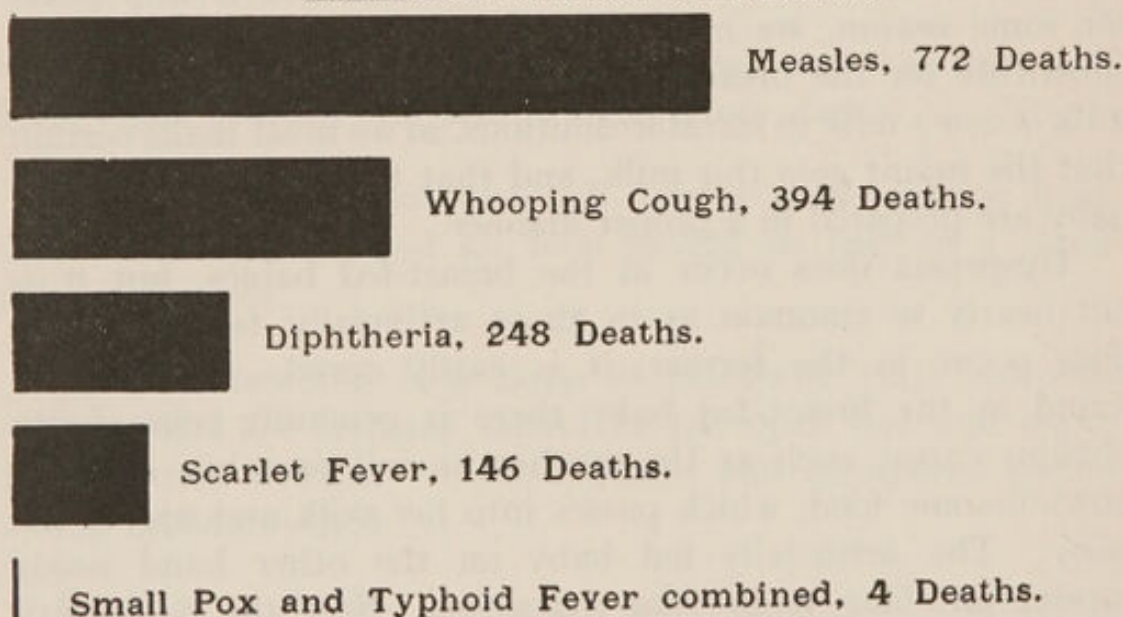 Measles, 772 Deaths.
Whooping Cough, 394 Deaths.
Diphtheria, 248 Deaths.
Scarlet Fever, 146 Deaths.
Small Pox and Typhoid Fever combined, 4 Deaths.